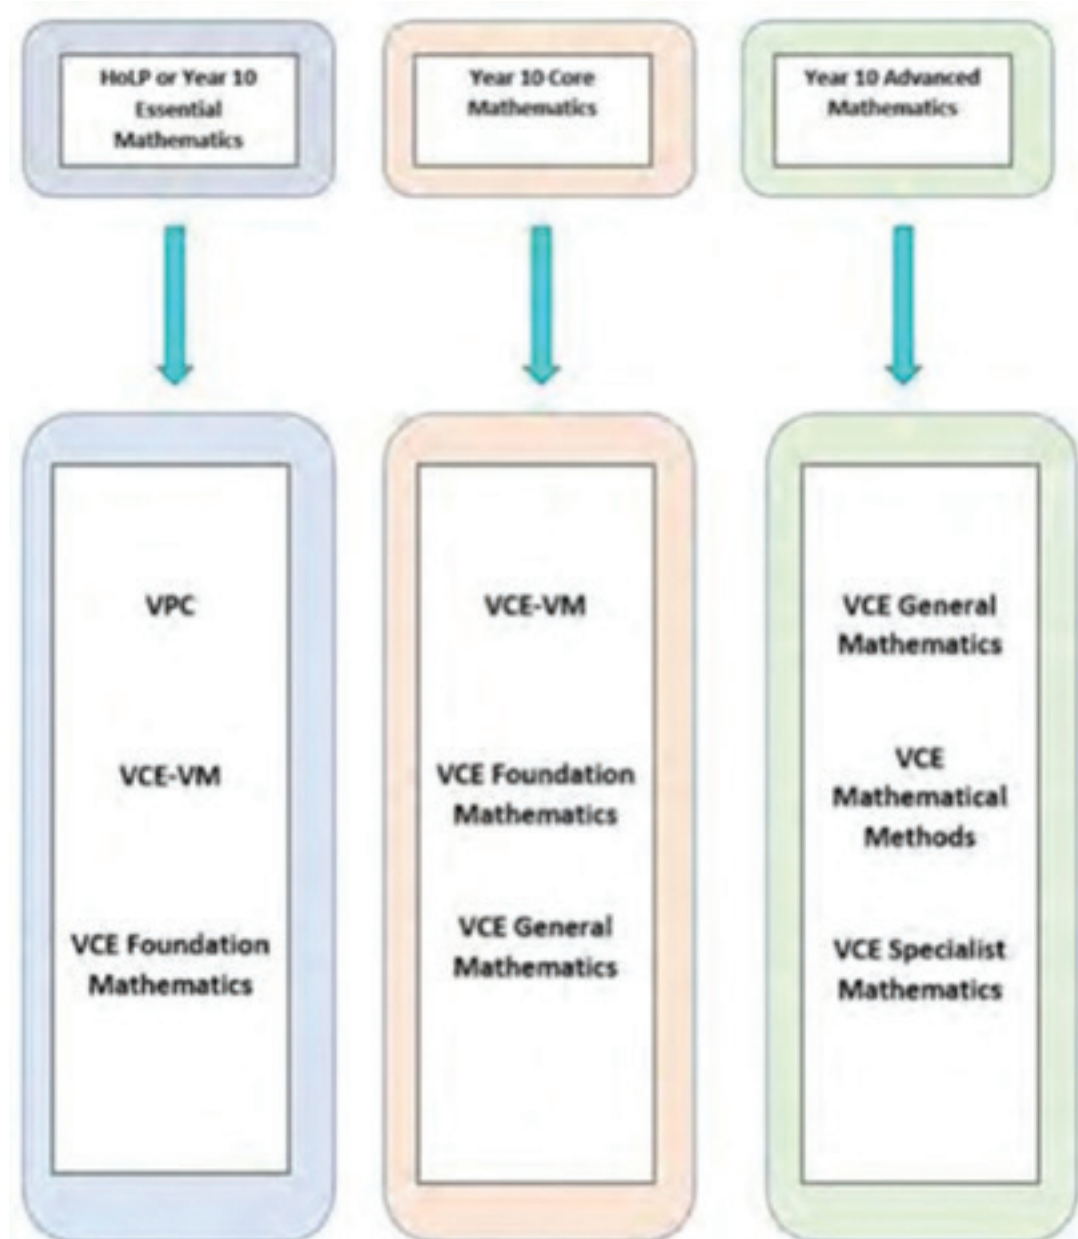 HoLP or Year 10
Essential
Mathematics
Year 10 Core
Mathematics
Year 10 Advanced
Mathematics
VPC
VCE-VM
VCE Foundation
Mathematics
VCE-VM
VCE Foundation
Mathematics
VCE General
Mathematics
VCE General
Mathematics
VCE
Mathematical
Methods
VCE Specialist
Mathematics